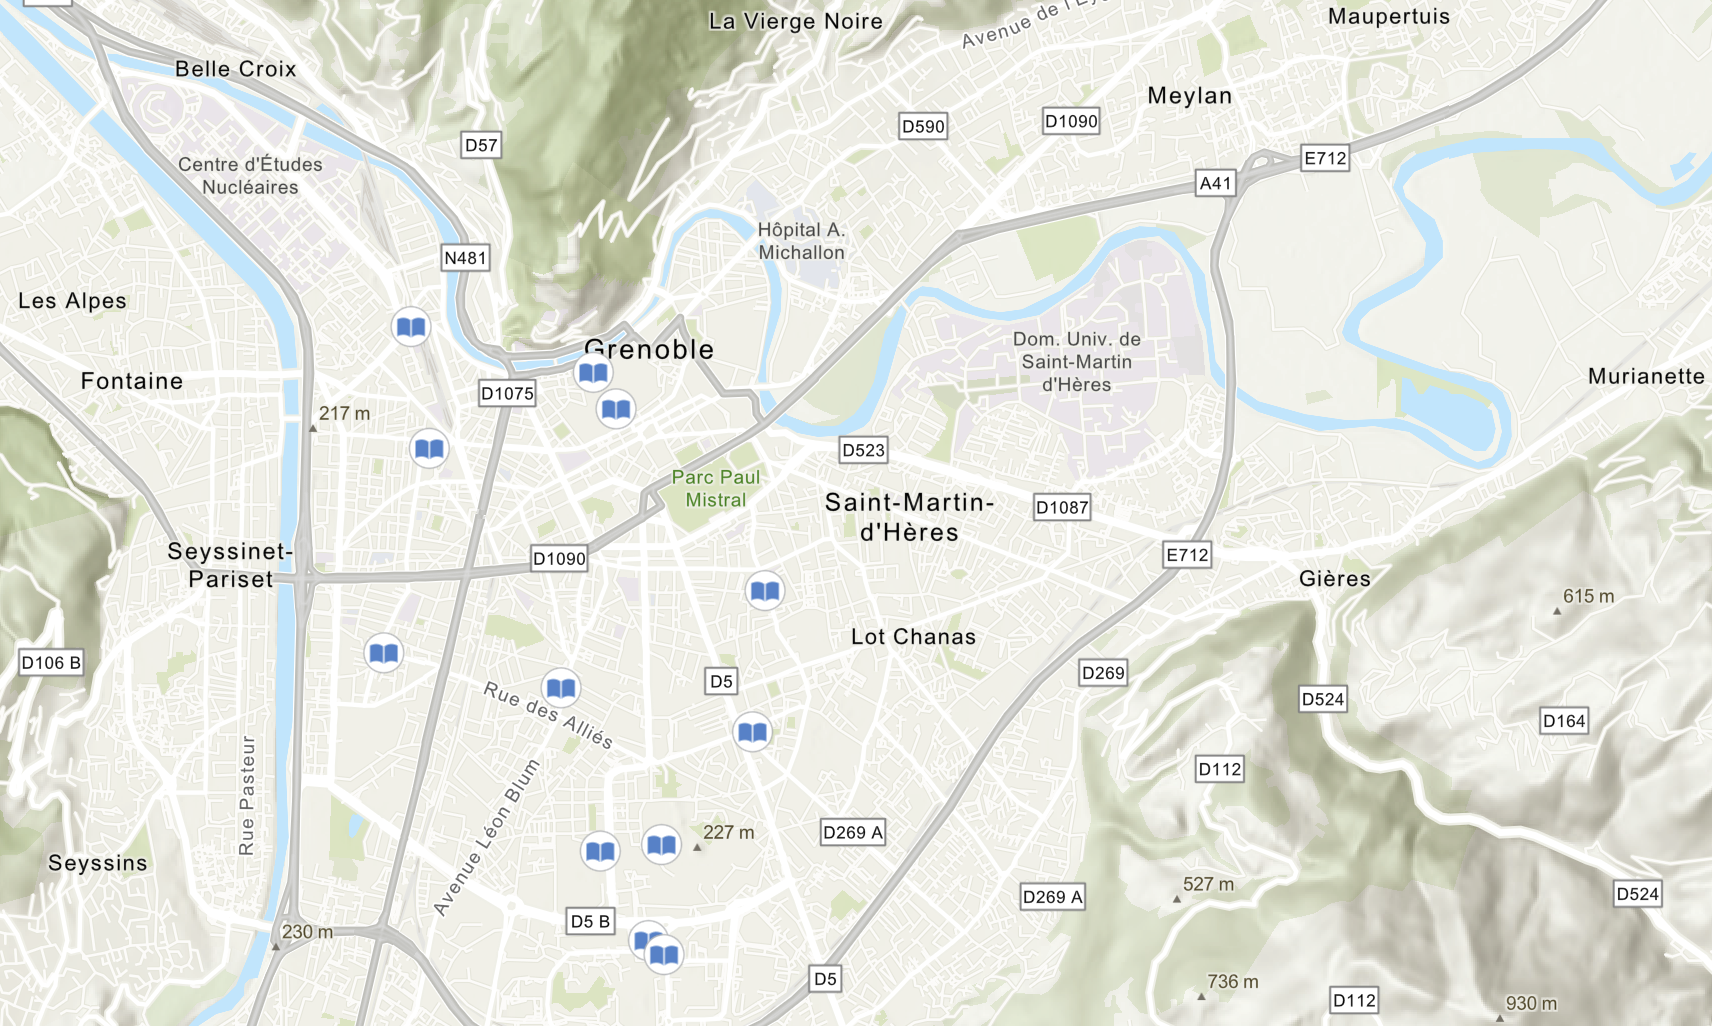 La Vierge Noire
Avenue de l'Ey
Maupertuis
Belle Croix
Meylan
D590
D1090
D57
Centre d'Études
Nucléaires
E712
A41
Hôpital A.
Michallon
N481
Les Alpes
Grenoble
Dom. Univ. de
Saint-Martin
d'Hères
Fontaine
D1075
Murianette
217 m
D523
Parc Paul
Mistral
Saint-Martin-
d'Hères
D1087
Seyssinet-
Pariset
D1090
E712
Gières
615 m
Lot Chanas
D106 B
D5
D269
Rue des Alliés
D524
D164
Rue Pasteur
Avenue Léon Blum
D112
227 m
D269 A
Seyssins
527 m
D269 A
D524
D5 B
230 m
D5
736 m
D112
930 m